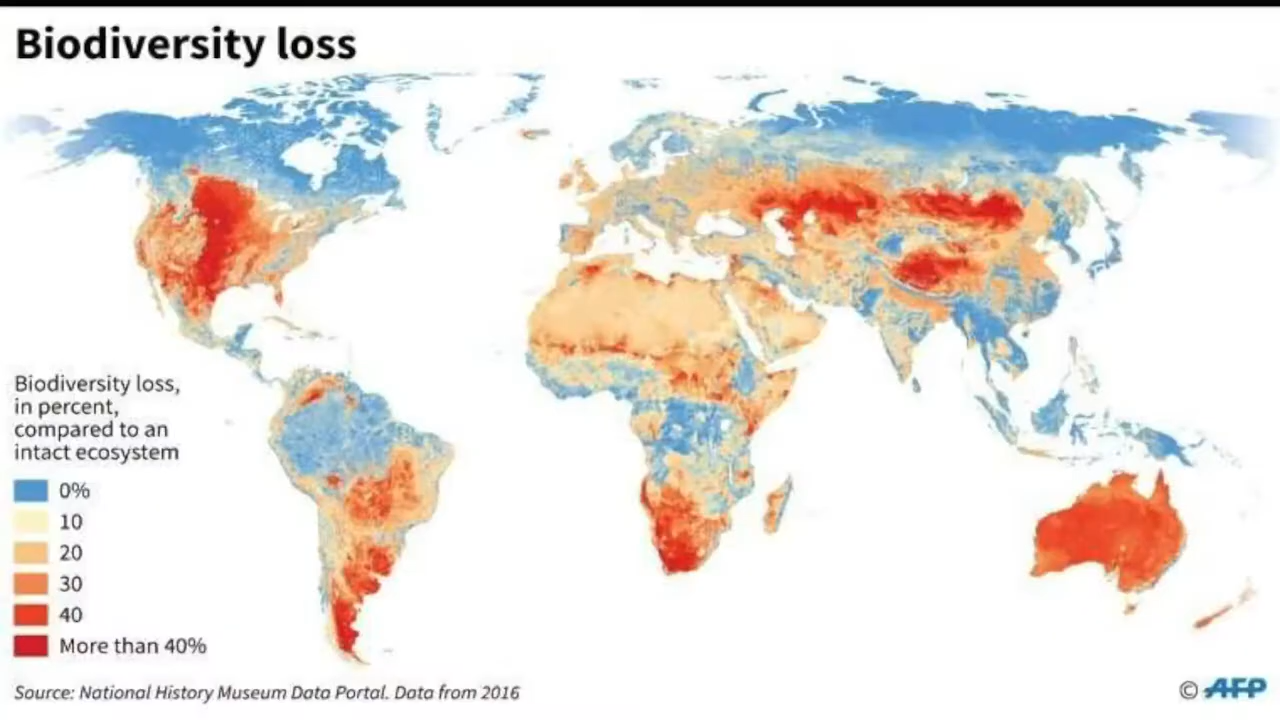 Biodiversity loss
Biodiversity loss,
in percent,
compared to an
intact ecosystem
0%
10
20
30
40
More than 40%
Source: National History Museum Data Portal. Data from 2016
© AFP